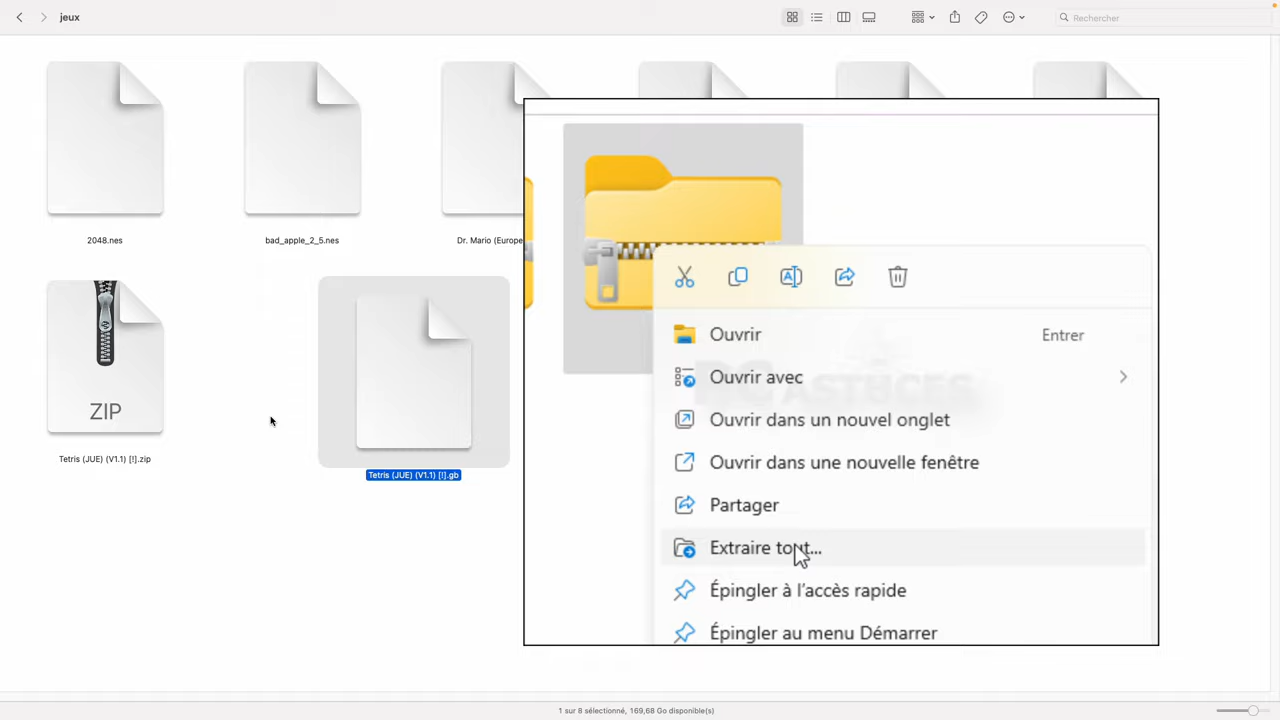 jeux
Rechercher
2048.nes
bad_apple_2_5.nes
Dr. Mario (Europe
ZIP
Tetris (JUE) (V1.1) [!].zip
Tetris (JUE) (V1.1) [!].gb
Ouvrir
Entrer
Ouvrir avec
ASTUCES
Ouvrir dans un nouvel onglet
Ouvrir dans une nouvelle fenêtre
Partager
Extraire tout...
Épingler à l'accès rapide
Épingler au menu Démarrer
1 sur 8 sélectionné, 169,68 Go disponible(s)